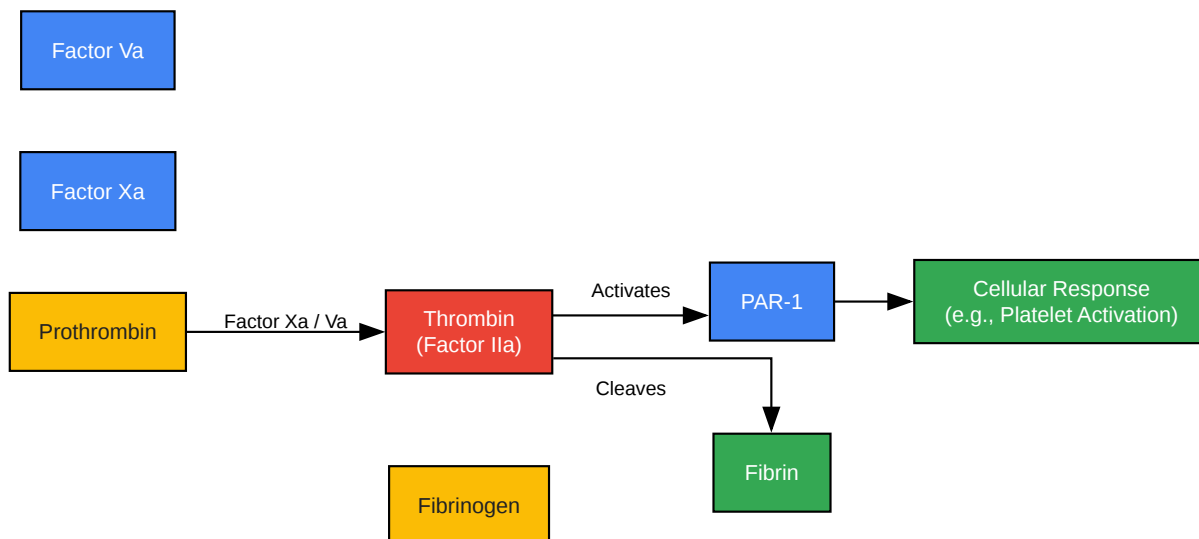 Factor Va
Factor Xa
Prothrombin
Factor Xa / Va
Thrombin
(Factor IIa)
Activates
PAR-1
Cellular Response
(e.g., Platelet Activation)
Cleaves
Fibrin
Fibrinogen